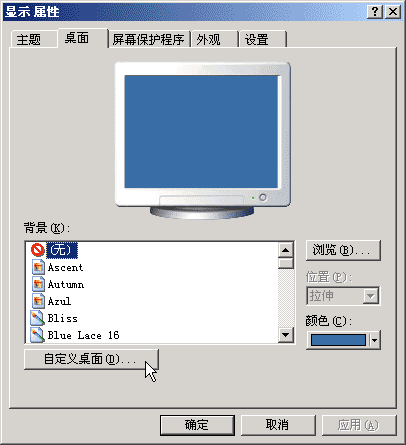 显示 属性
主题 桌面 屏幕保护程序 外观 设置
背景(K):
(无)
Ascent
Autumn
Azul
Bliss
Blue Lace 16
浏览(B)...
位置(P):
拉伸
颜色(C):
自定义桌面(D)...
确定 取消 应用(A)